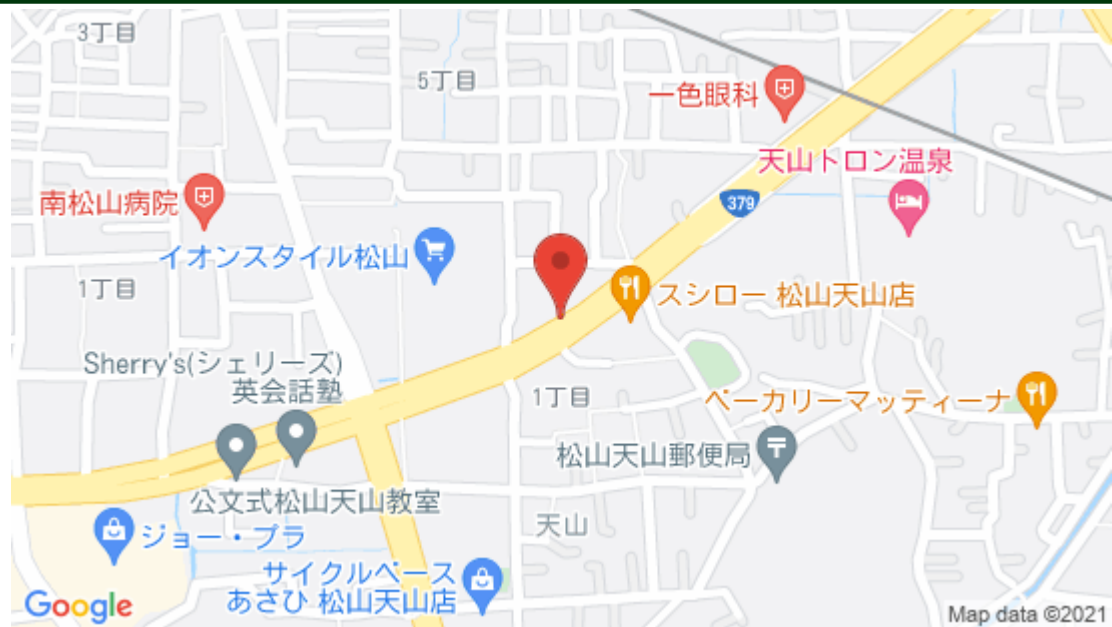 3丁目
5丁目
一色眼科
天山トロン温泉
南松山病院
379
イオンスタイル松山
1丁目
スシロー 松山天山店
Sherry's(シェリーズ)
英会話塾
1丁目
ベーカリーマッティーナ
松山天山郵便局
公文式松山天山教室
天山
ジョー・プラ
サイクルベース
あさひ 松山天山店
Google
Map data ©2021